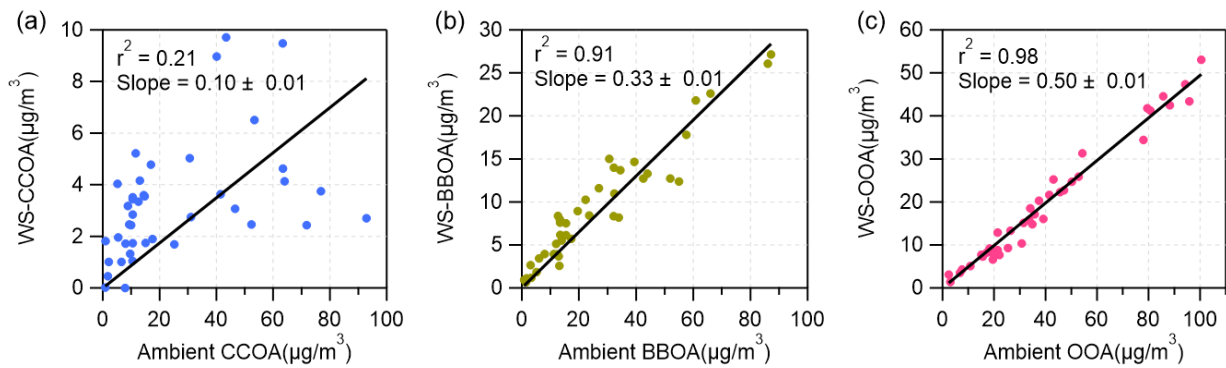 (a)
r² = 0.21
Slope = 0.10 ± 0.01
WS-CCOA(μg/m³)
10
8
6
4
2
0
0 20 40 60 80 100
Ambient CCOA(μg/m³)
(b)
r² = 0.91
Slope = 0.33 ± 0.01
WS-BBOA(μg/m³)
30
25
20
15
10
5
0
0 20 40 60 80 100
Ambient BBOA(μg/m³)
(c)
r² = 0.98
Slope = 0.50 ± 0.01
WS-OOA(μg/m³)
60
50
40
30
20
10
0
0 20 40 60 80 100
Ambient OOA(μg/m³)